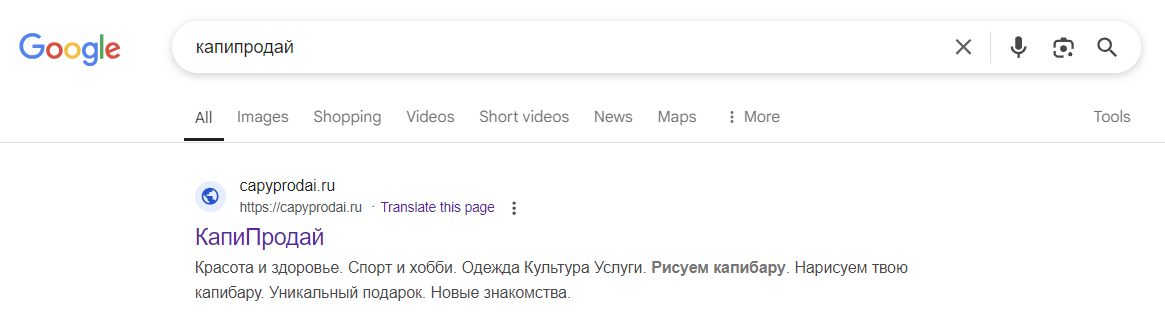 Google
капипродай
All Images Shopping Videos Short videos News Maps More Tools
capyprodai.ru
https://capyprodai.ru · Translate this page
КапиПродай
Красота и здоровье. Спорт и хобби. Одежда Культура Услуги. Рисуем капибару. Нарисуем твою
капибару. Уникальный подарок. Новые знакомства.